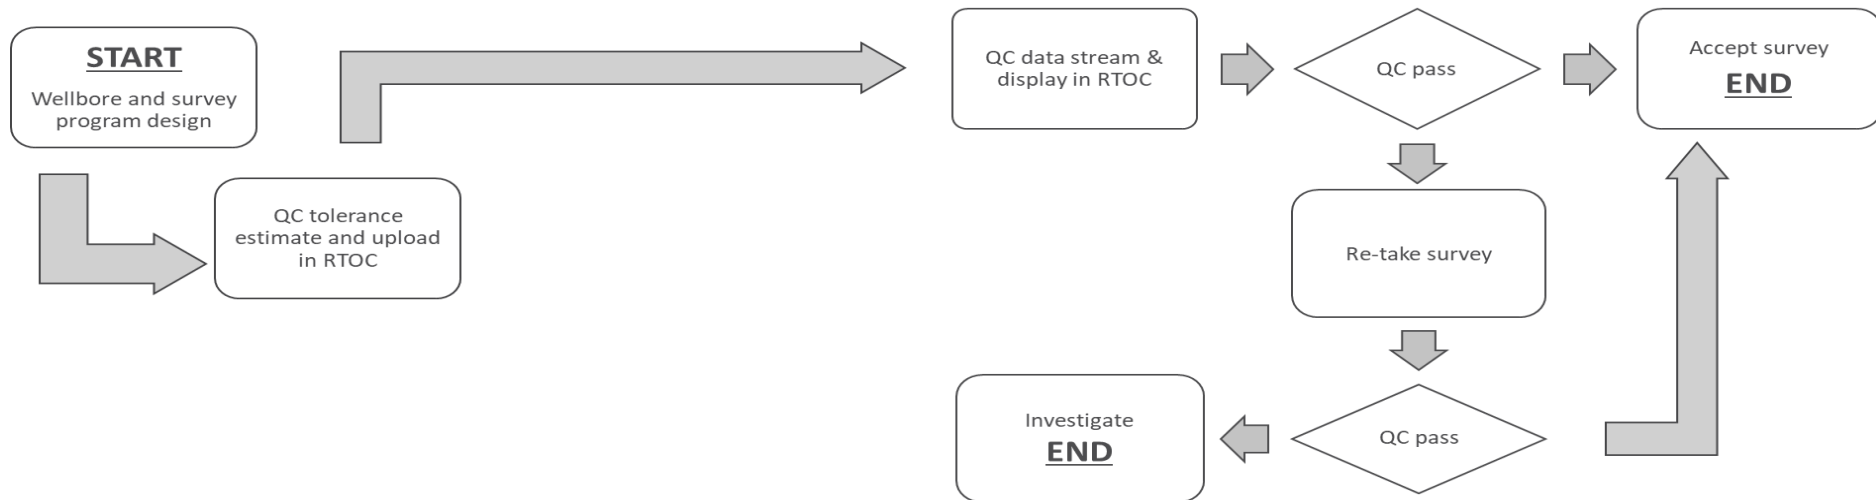 START
Wellbore and survey
program design
QC tolerance
estimate and upload
in RTOC
QC data stream &
display in RTOC
QC pass
Accept survey
END
Re-take survey
QC pass
Investigate
END